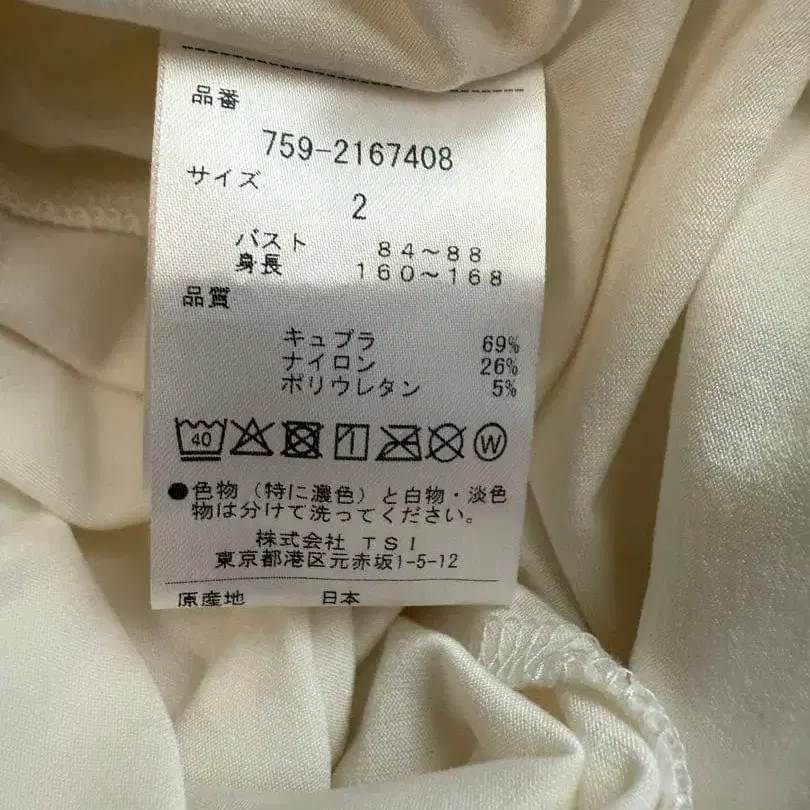 品番
759-2167408
サイズ
2
バスト 84～88
身長 160～168
品質
キュプラ 69%
ナイロン 26%
ポリウレタン 5%
40 W
●色物（特に濃色）と白物・淡色
物は分けて洗ってください。
株式会社 TSI
東京都港区元赤坂1-5-12
原産地 日本